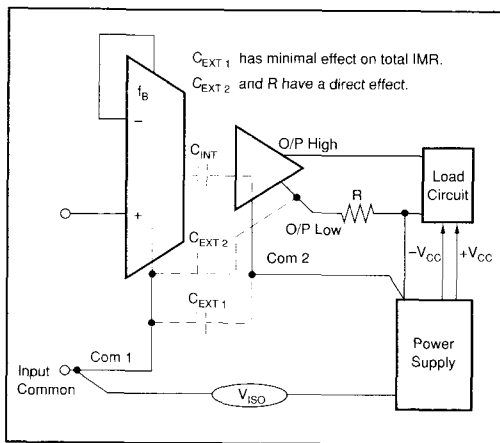 C_EXT 1 has minimal effect on total IMR.
C_EXT 2 and R have a direct effect.
f_B
−
+
C_INT
O/P High
Load
Circuit
R
O/P Low
C_EXT 2
Com 2
−V_CC
+V_CC
C_EXT 1
Com 1
Power
Supply
Input
Common
V_ISO